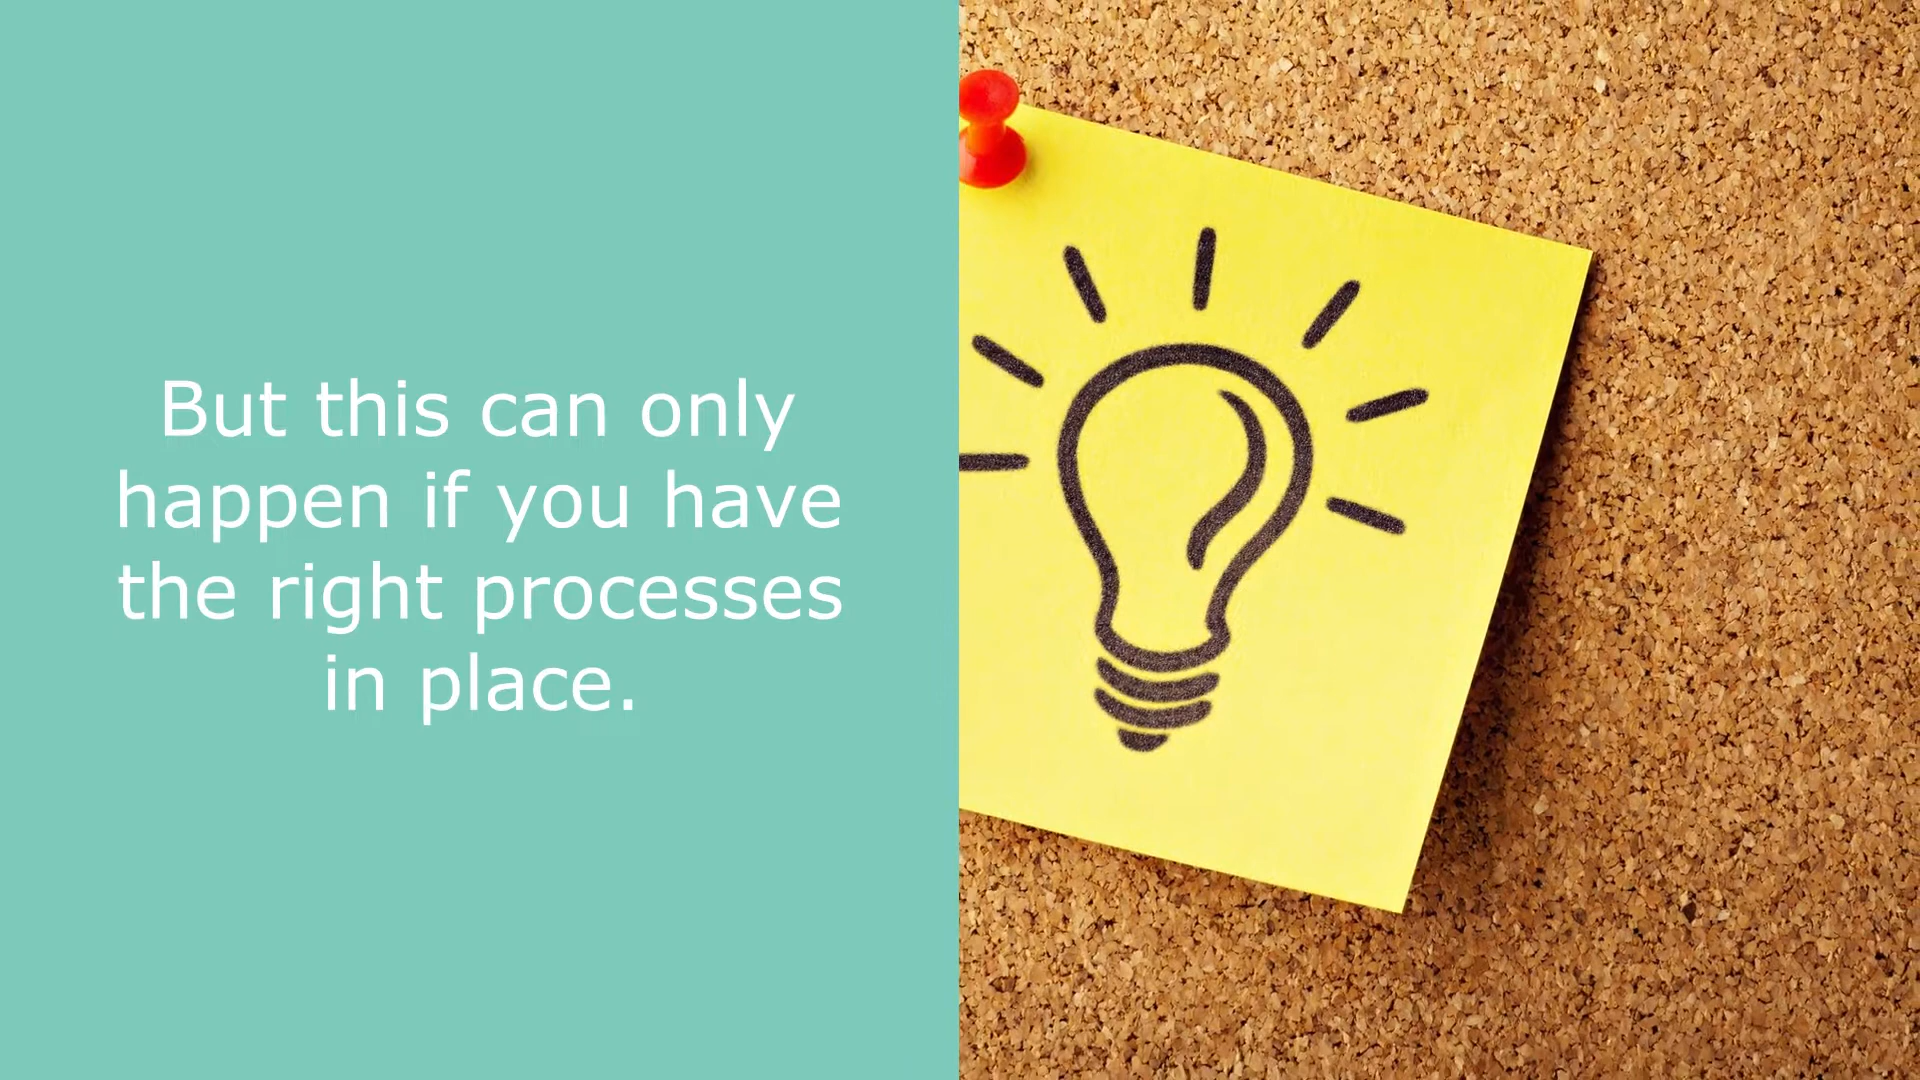 But this can only
happen if you have
the right processes
in place.